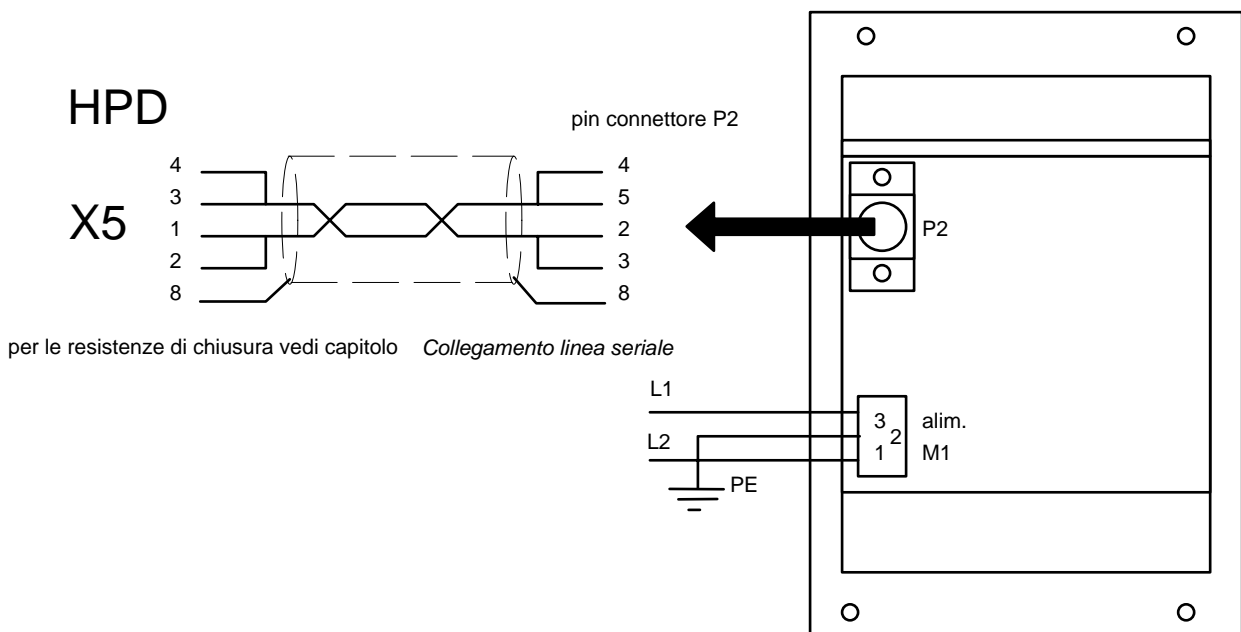 HPD
pin connettore P2
4 4
3 5
X5
1 2
2 3
8 8
P2
per le resistenze di chiusura vedi capitolo Collegamento linea seriale
L1
3 alim.
2
L2
1 M1
PE